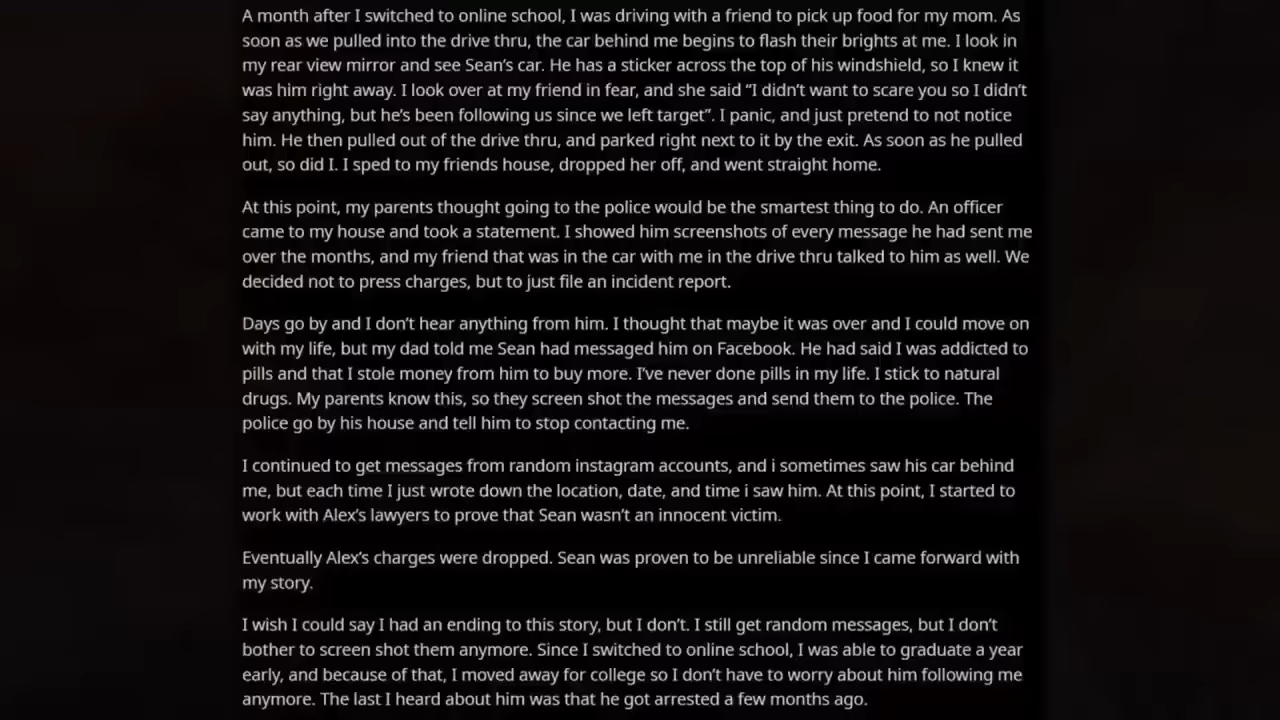 A month after I switched to online school, I was driving with a friend to pick up food for my mom. As
soon as we pulled into the drive thru, the car behind me begins to flash their brights at me. I look in
my rear view mirror and see Sean's car. He has a sticker across the top of his windshield, so I knew it
was him right away. I look over at my friend in fear, and she said “I didn't want to scare you so I didn't
say anything, but he's been following us since we left target”. I panic, and just pretend to not notice
him. He then pulled out of the drive thru, and parked right next to it by the exit. As soon as he pulled
out, so did I. I sped to my friends house, dropped her off, and went straight home.
At this point, my parents thought going to the police would be the smartest thing to do. An officer
came to my house and took a statement. I showed him screenshots of every message he had sent me
over the months, and my friend that was in the car with me in the drive thru talked to him as well. We
decided not to press charges, but to just file an incident report.
Days go by and I don't hear anything from him. I thought that maybe it was over and I could move on
with my life, but my dad told me Sean had messaged him on Facebook. He had said I was addicted to
pills and that I stole money from him to buy more. I've never done pills in my life. I stick to natural
drugs. My parents know this, so they screen shot the messages and send them to the police. The
police go by his house and tell him to stop contacting me.
I continued to get messages from random instagram accounts, and i sometimes saw his car behind
me, but each time I just wrote down the location, date, and time i saw him. At this point, I started to
work with Alex's lawyers to prove that Sean wasn't an innocent victim.
Eventually Alex's charges were dropped. Sean was proven to be unreliable since I came forward with
my story.
I wish I could say I had an ending to this story, but I don't. I still get random messages, but I don't
bother to screen shot them anymore. Since I switched to online school, I was able to graduate a year
early, and because of that, I moved away for college so I don't have to worry about him following me
anymore. The last I heard about him was that he got arrested a few months ago.